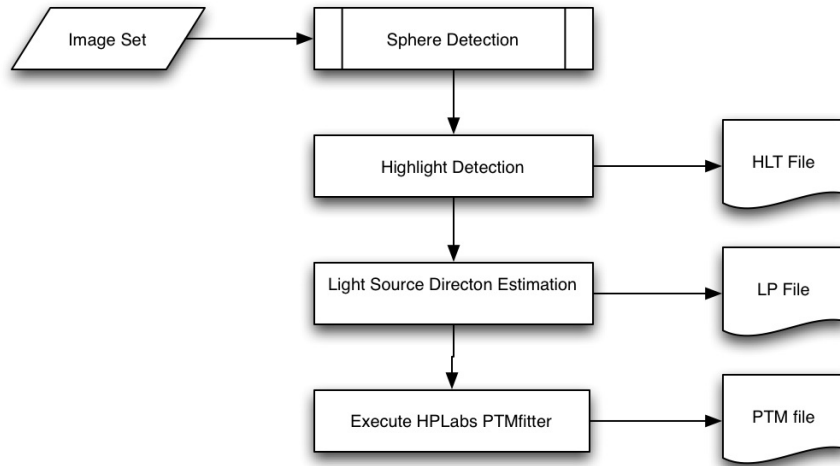 Image Set
Sphere Detection
Highlight Detection
HLT File
Light Source Directon Estimation
LP File
Execute HPLabs PTMfitter
PTM file